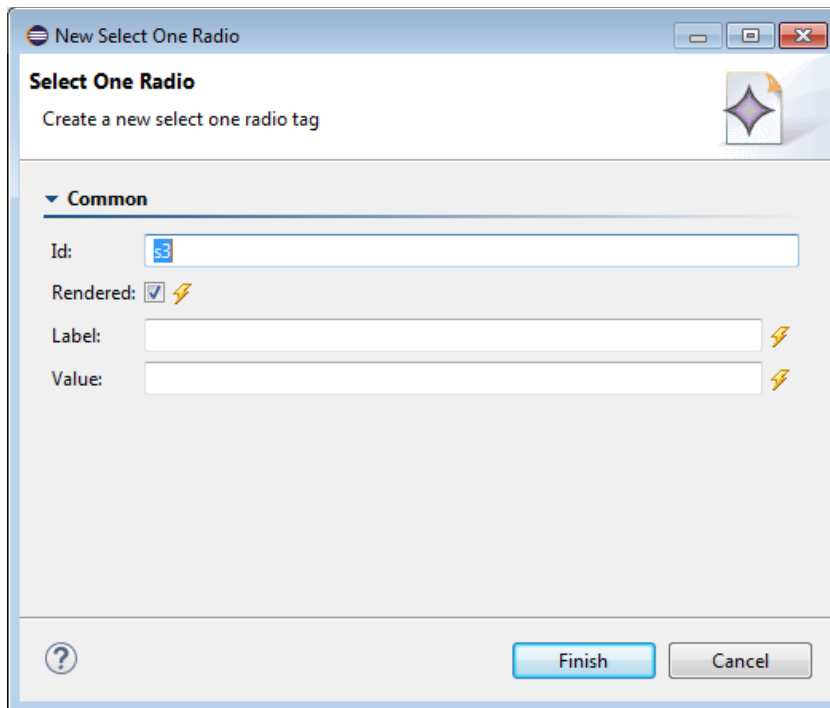 New Select One Radio
Select One Radio
Create a new select one radio tag
Common
Id: s3
Rendered:
Label:
Value:
?
Finish Cancel